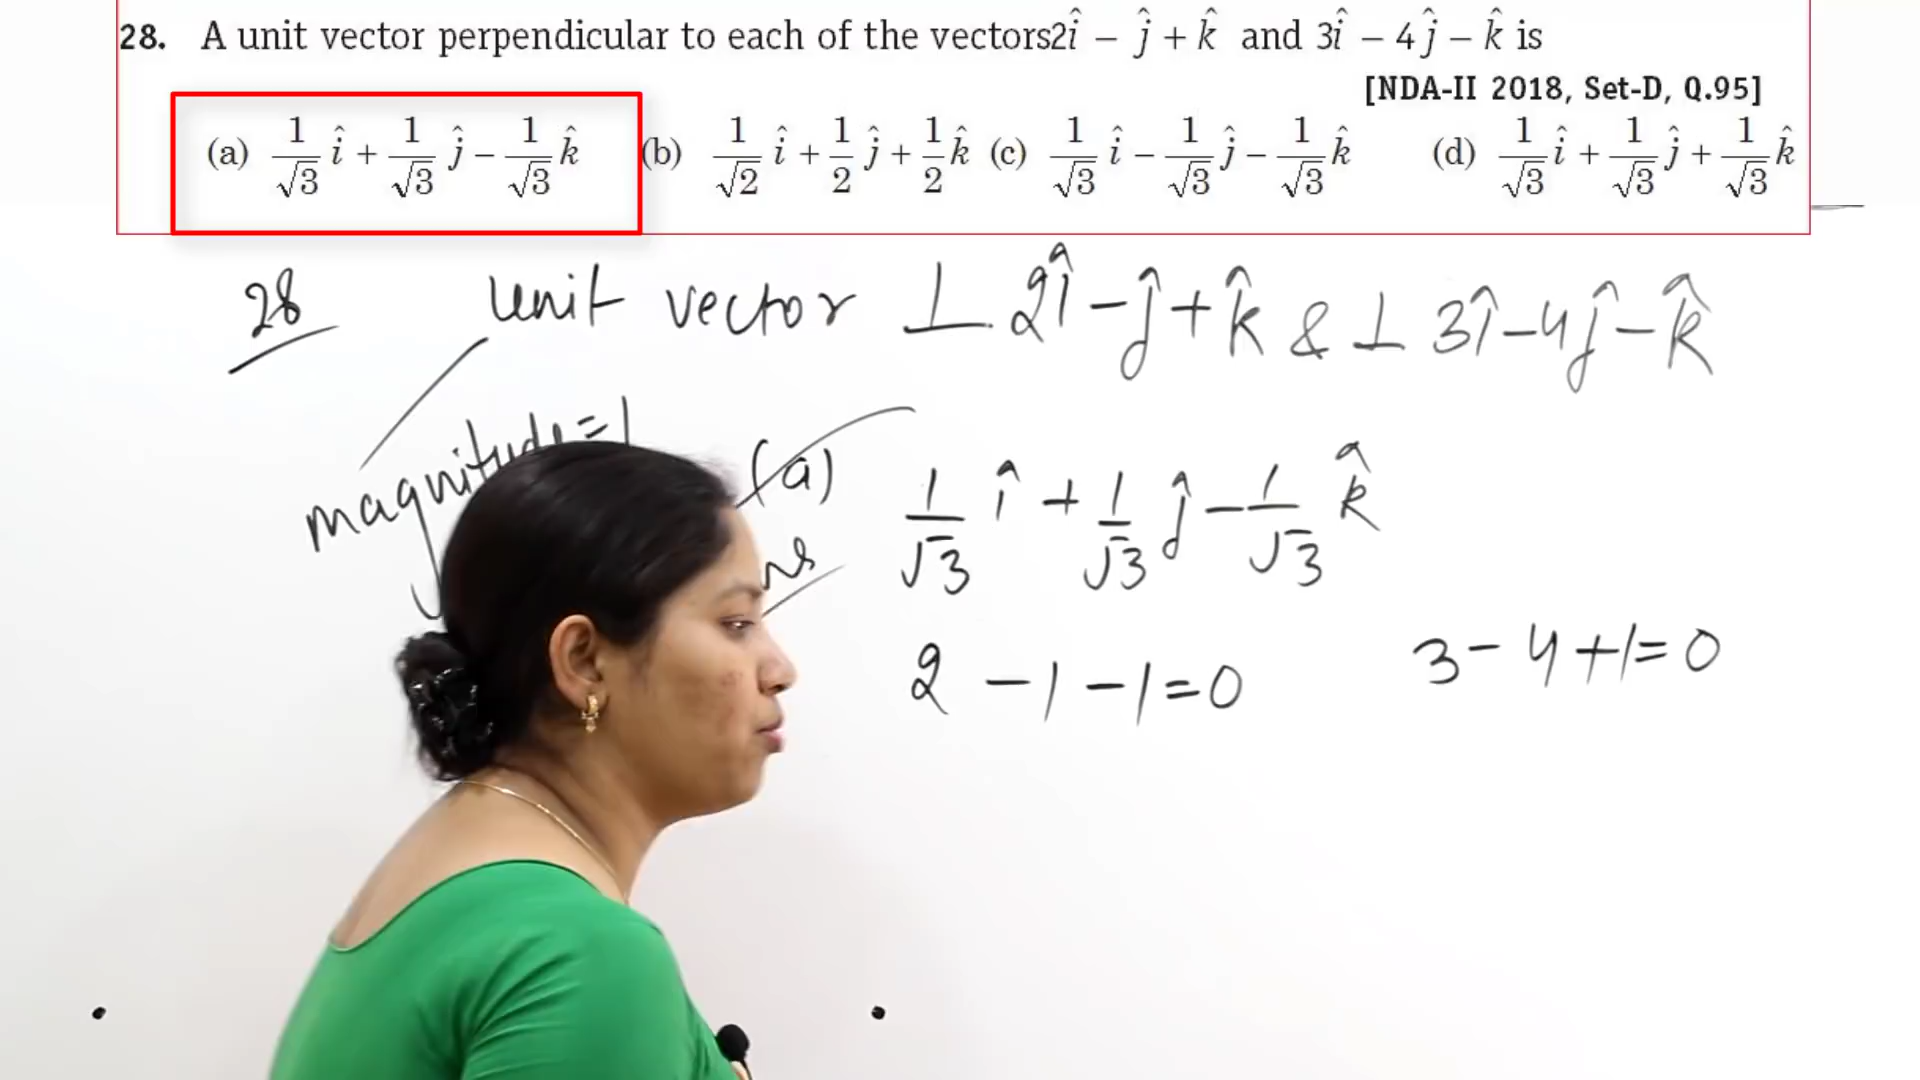 28. A unit vector perpendicular to each of the vectors2î − ĵ + k̂ and 3î − 4ĵ − k̂ is
[NDA-II 2018, Set-D, Q.95]
(a) 1/√3 î + 1/√3 ĵ − 1/√3 k̂ (b) 1/√2 î + 1/2 ĵ + 1/2 k̂ (c) 1/√3 î − 1/√3 ĵ − 1/√3 k̂ (d) 1/√3 î + 1/√3 ĵ + 1/√3 k̂
28 unit vector ⊥ 2î − ĵ + k̂ & ⊥ 3î − 4ĵ − k̂
magnitude = 1
(a) 1/√3 î + 1/√3 ĵ − 1/√3 k̂
2 − 1 − 1 = 0 3 − 4 + 1 = 0